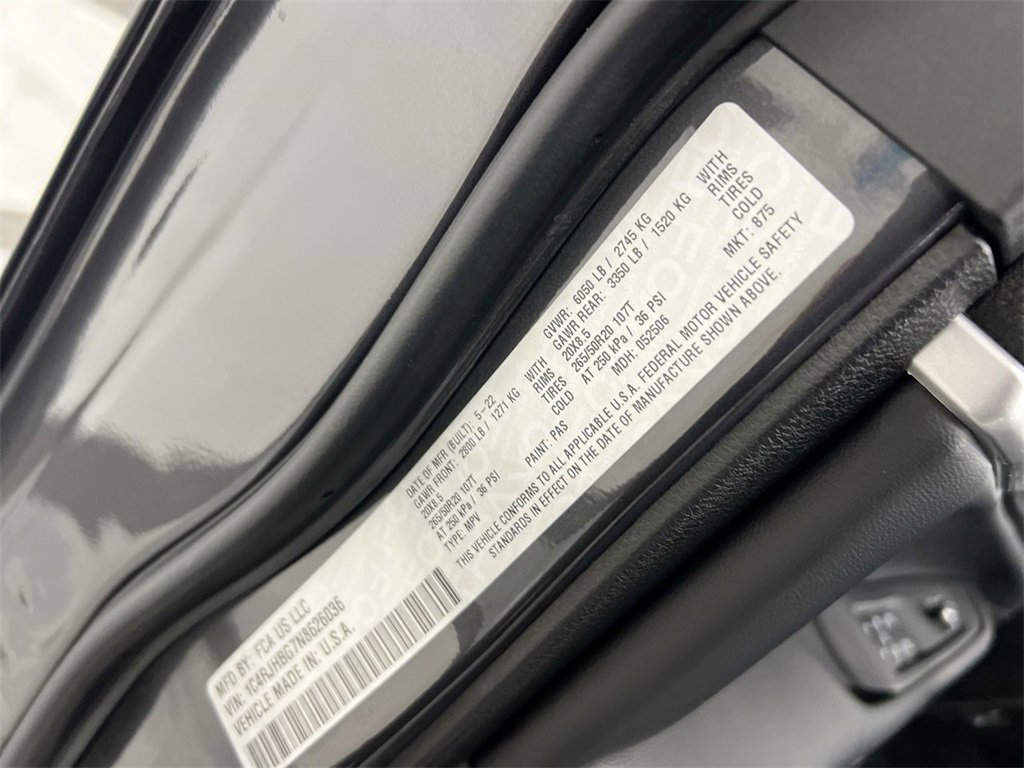 MFD BY: FCA US LLC
VIN: 1C4RJHBG7N8626036
VEHICLE MADE IN: U.S.A.
DATE OF MFR (BUILT): 5-22 GVWR: 6050 LB / 2745 KG
GAWR FRONT: 2800 LB / 1271 KG WITH GAWR REAR: 3350 LB / 1520 KG WITH
20X8.5 RIMS 20X8.5 RIMS
265/50R20 107T TIRES 265/50R20 107T TIRES
AT 250 kPa / 36 PSI COLD AT 250 kPa / 36 PSI COLD
TYPE: MPV PAINT: PAS MDH: 052506 MKT: 875
THIS VEHICLE CONFORMS TO ALL APPLICABLE U.S.A. FEDERAL MOTOR VEHICLE SAFETY
STANDARDS IN EFFECT ON THE DATE OF MANUFACTURE SHOWN ABOVE.